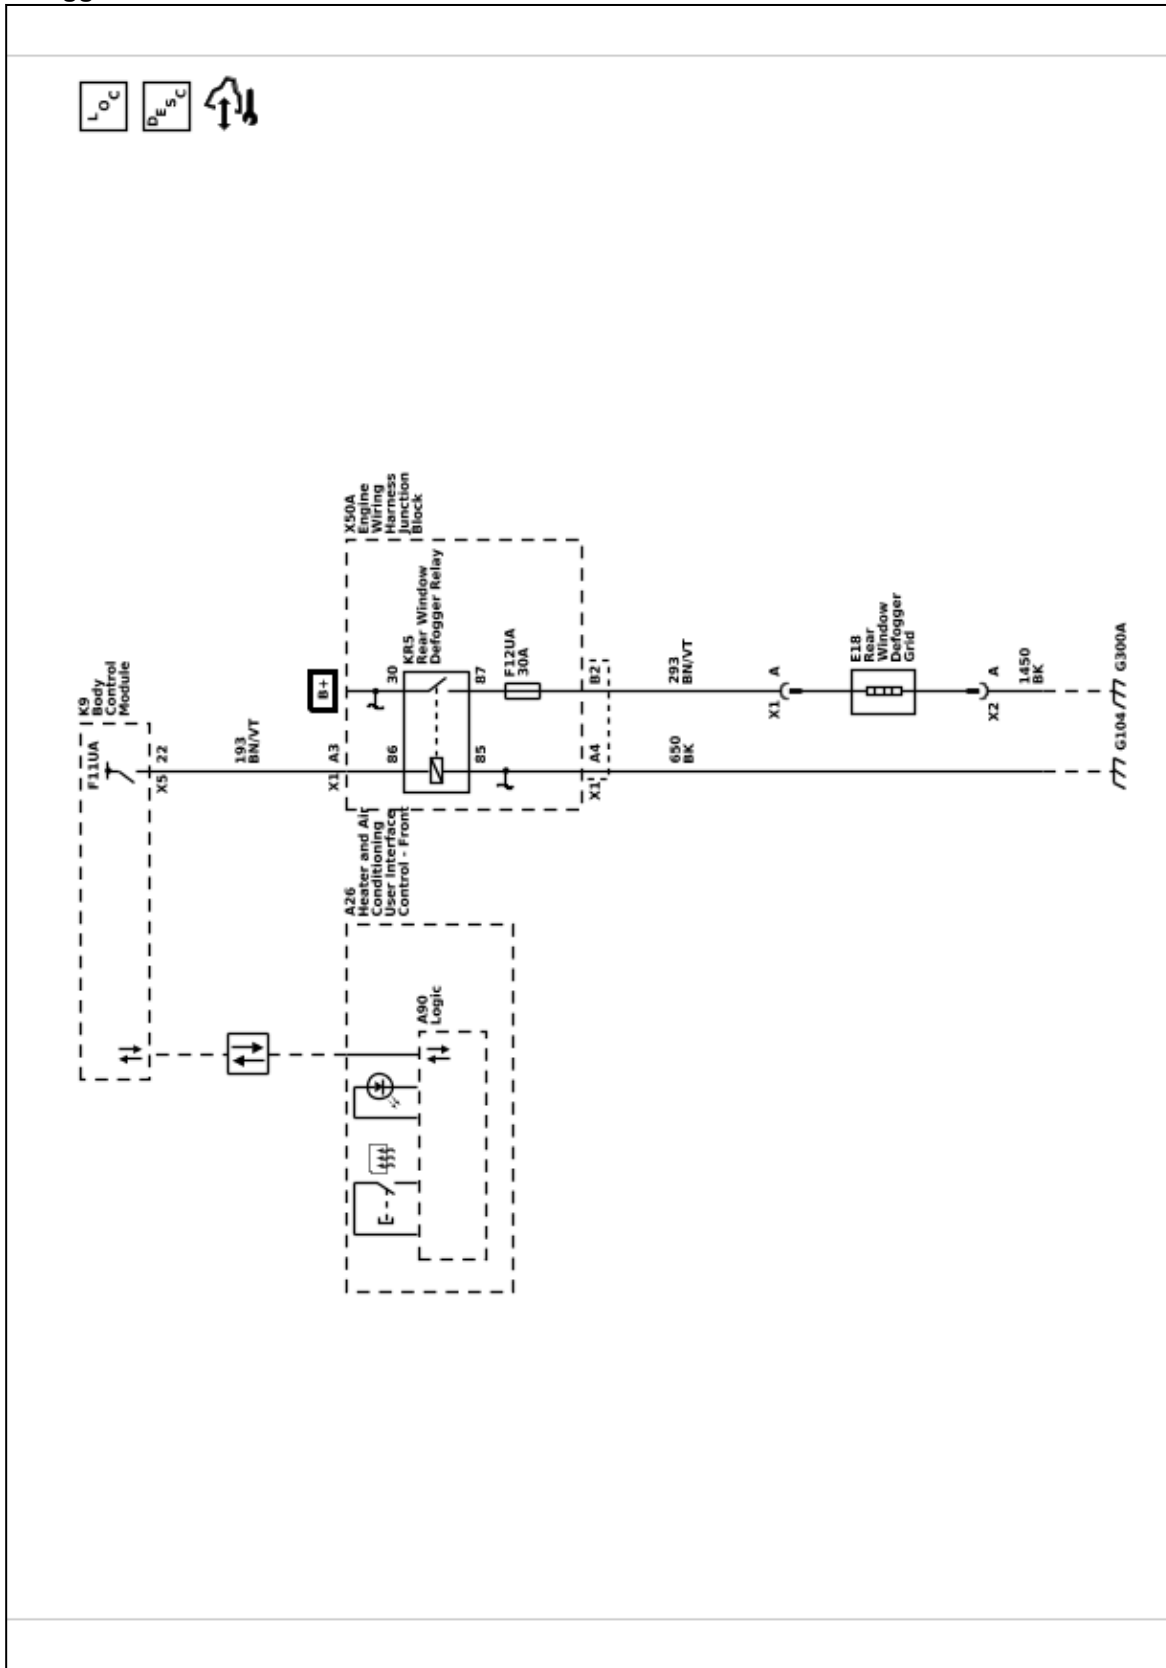 LOC
DESC
K9
Body
Control
Module
F11UA
X5 22
193
BN/VT
B+
X50A
Engine
Wiring
Harness
Junction
Block
X1 A3
30
86
KR5
Rear Window
Defogger Relay
87
85
F12UA
30A
B2
X1 A4
293
BN/VT
650
BK
X1 A
E18
Rear
Window
Defogger
Grid
X2 A
1450
BK
G300A
G104
A26
Heater and Air
Conditioning
User Interface
Control - Front
A90
Logic